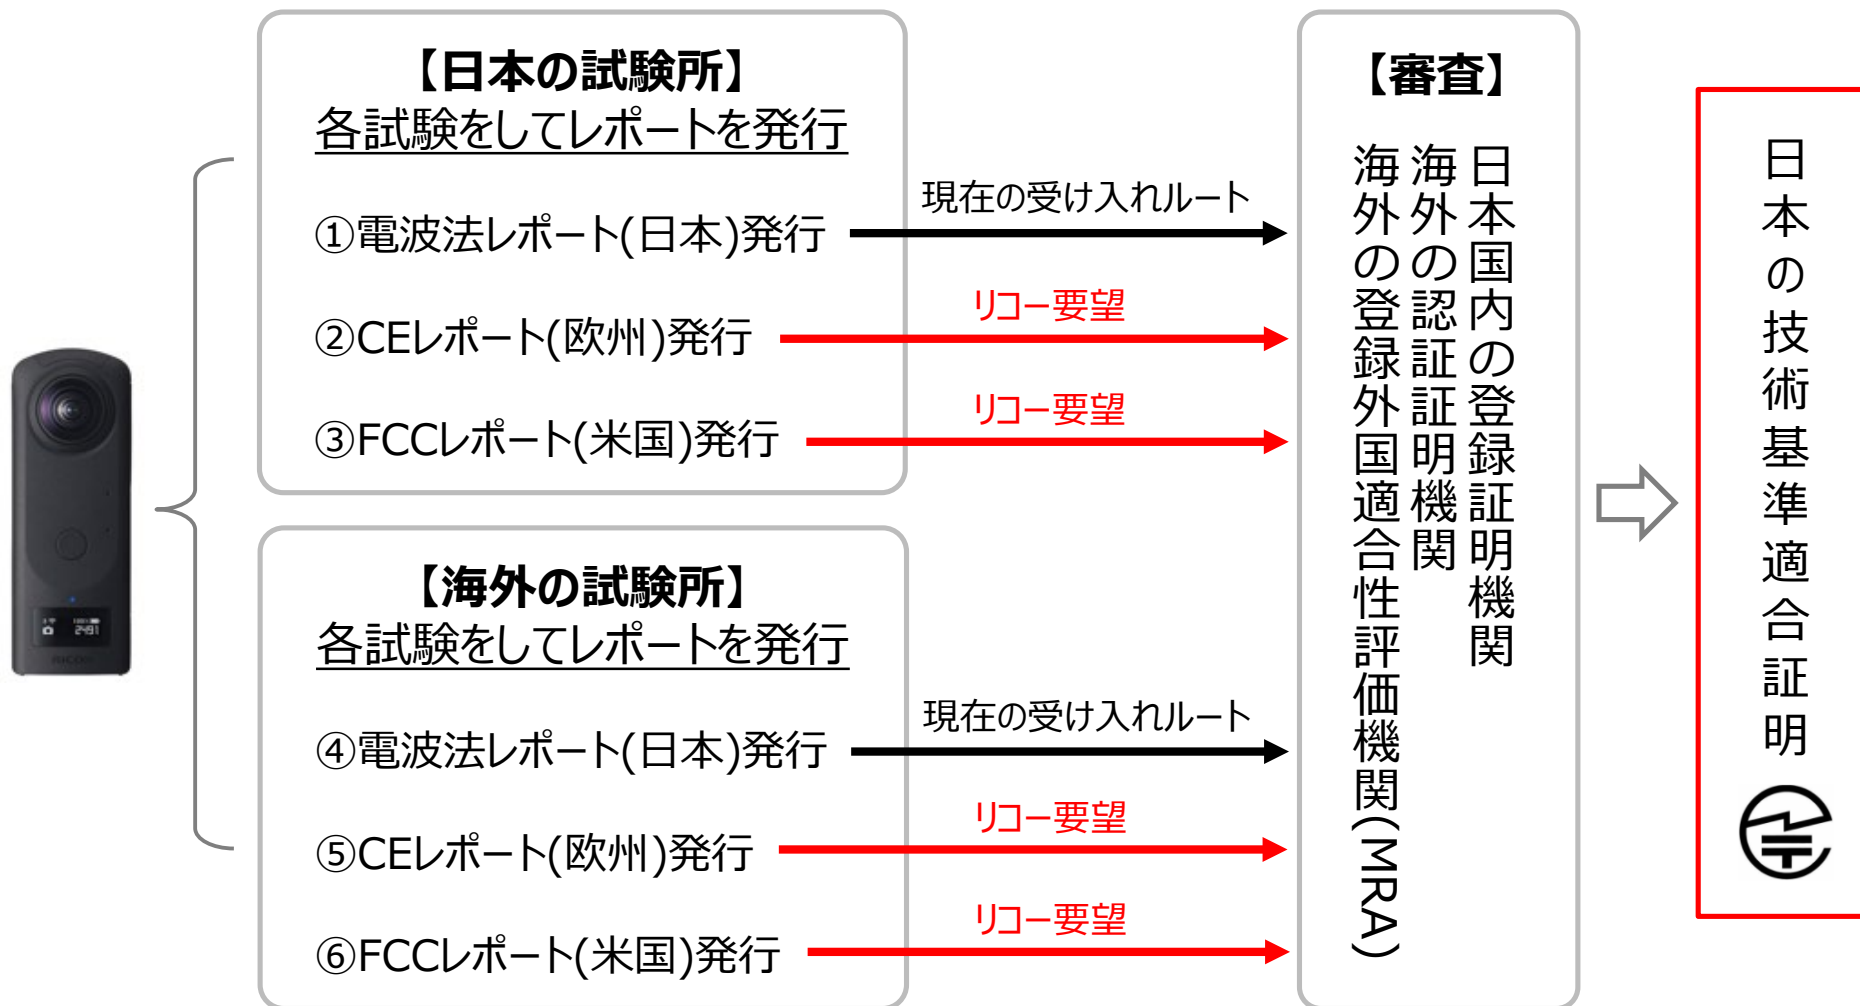 【日本の試験所】
各試験をしてレポートを発行
①電波法レポート(日本)発行
現在の受け入れルート
②CEレポート(欧州)発行
リコー要望
③FCCレポート(米国)発行
リコー要望
【海外の試験所】
各試験をしてレポートを発行
④電波法レポート(日本)発行
現在の受け入れルート
⑤CEレポート(欧州)発行
リコー要望
⑥FCCレポート(米国)発行
リコー要望
【審査】
日本国内の登録証明機関
海外の認証証明機関
海外の登録外国適合性評価機関(MRA)
日本の技術基準適合証明
RICOH